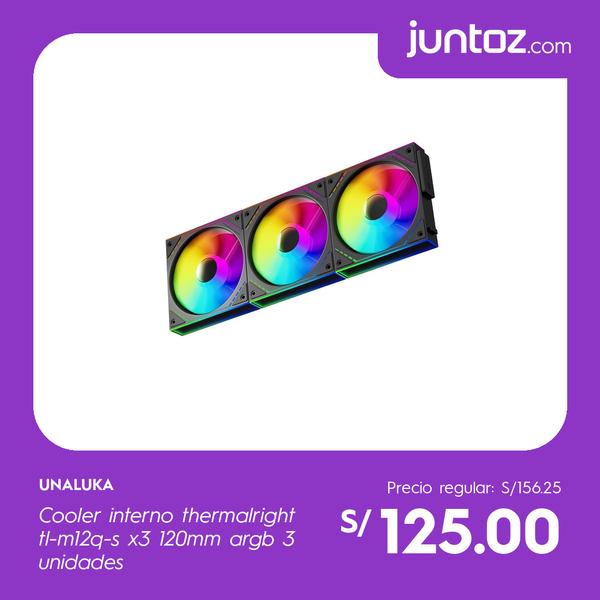 juntoz.com
UNALUKA
Cooler interno thermalright
tl-m12q-s x3 120mm argb 3
unidades
Precio regular: S/156.25
S/125.00